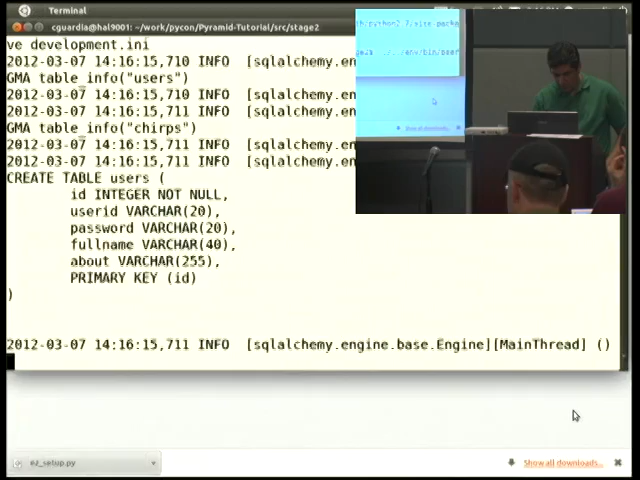 Terminal
cguardia@hal9001: ~/work/pycon/Pyramid-Tutorial/src/stage2
ve development.ini
2012-03-07 14:16:15,710 INFO [sqlalchemy.en
GMA table_info("users")
2012-03-07 14:16:15,710 INFO [sqlalchemy.en
2012-03-07 14:16:15,711 INFO [sqlalchemy.en
GMA table_info("chirps")
2012-03-07 14:16:15,711 INFO [sqlalchemy.en
2012-03-07 14:16:15,711 INFO [sqlalchemy.en
CREATE TABLE users (
id INTEGER NOT NULL,
userid VARCHAR(20),
password VARCHAR(20),
fullname VARCHAR(40),
about VARCHAR(255),
PRIMARY KEY (id)
)
2012-03-07 14:16:15,711 INFO [sqlalchemy.engine.base.Engine][MainThread] ()
ez_setup.py
Show all downloads...